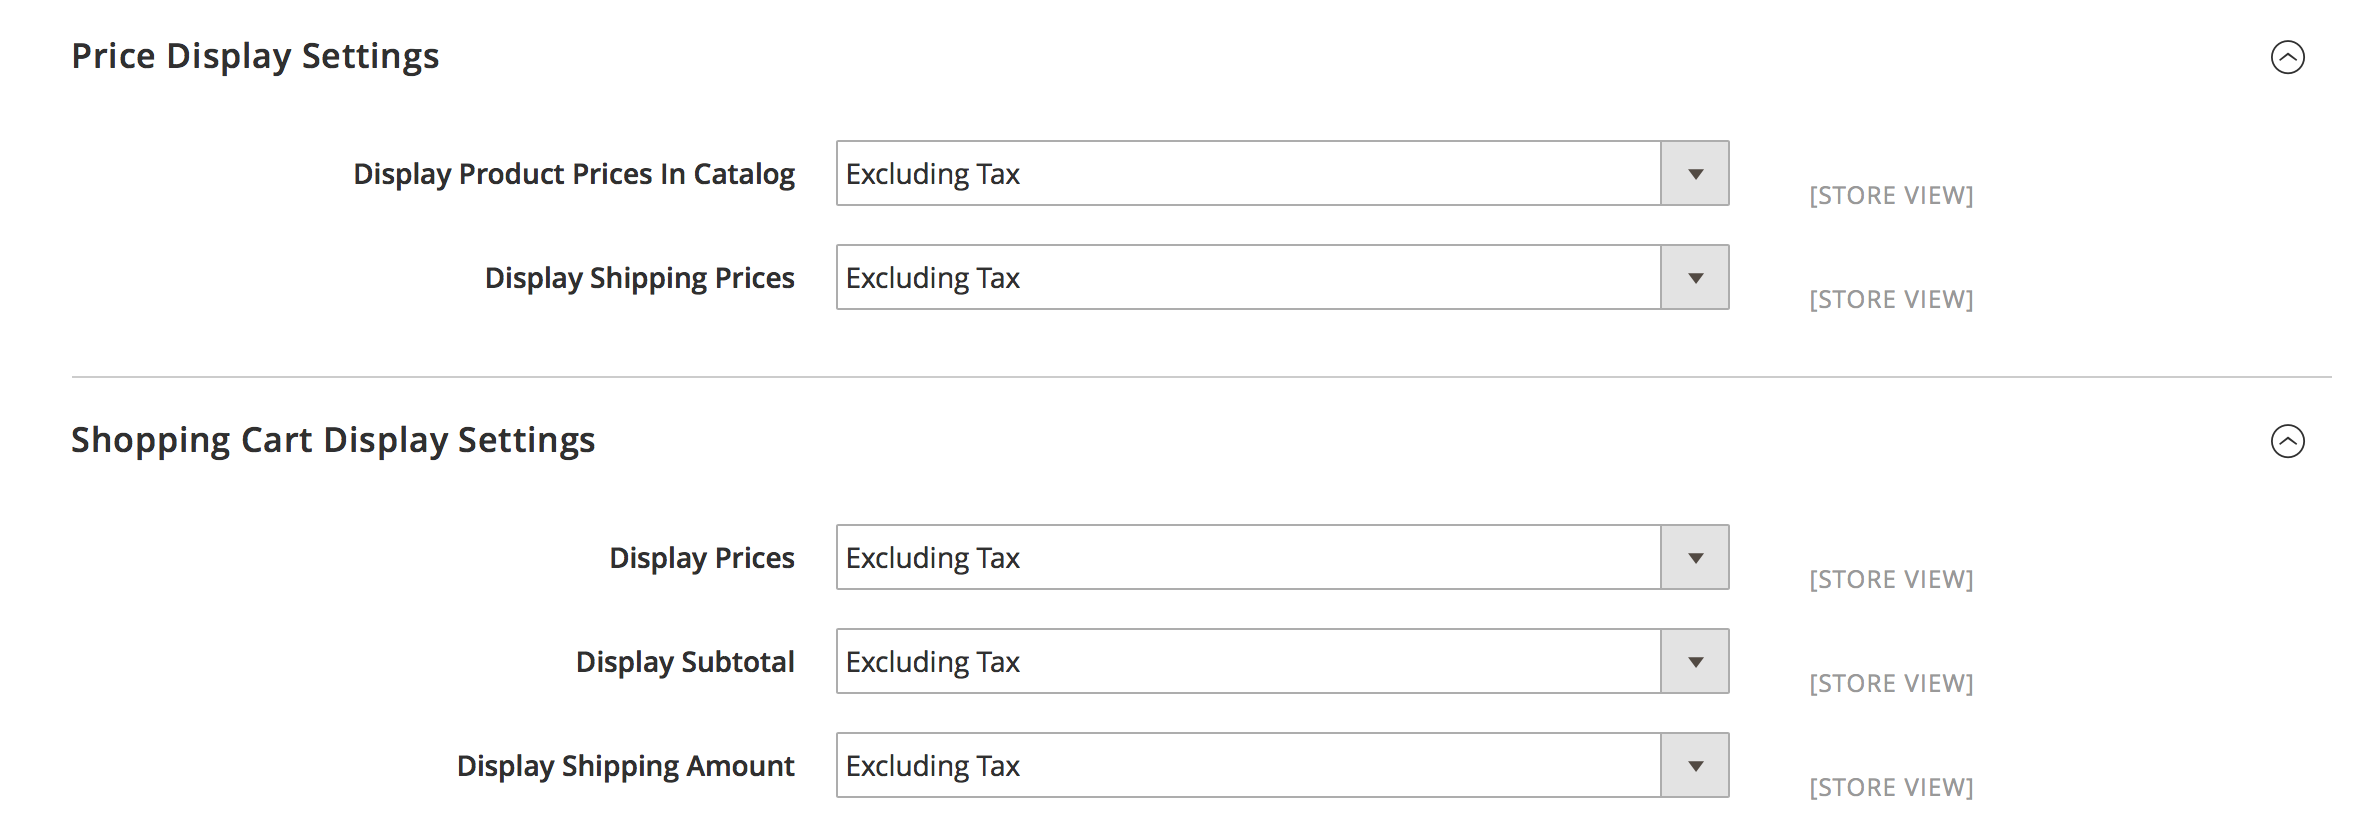 Price Display Settings
Display Product Prices In Catalog Excluding Tax [STORE VIEW]
Display Shipping Prices Excluding Tax [STORE VIEW]
Shopping Cart Display Settings
Display Prices Excluding Tax [STORE VIEW]
Display Subtotal Excluding Tax [STORE VIEW]
Display Shipping Amount Excluding Tax [STORE VIEW]